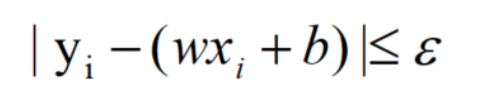 | yᵢ − (wxᵢ + b) | ≤ ε